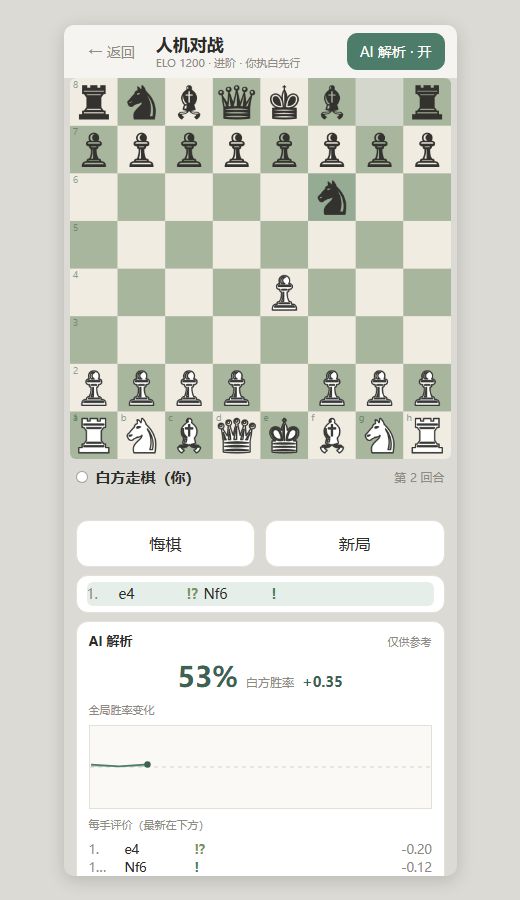 ← 返回
人机对战
ELO 1200 · 进阶 · 你执白先行
AI 解析 · 开
8
7
6
5
4
3
2
a b c d e f g h
白方走棋（你）
第 2 回合
悔棋
新局
1. e4 !? Nf6 !
AI 解析
仅供参考
53% 白方胜率 +0.35
全局胜率变化
每手评价（最新在下方）
1. e4 !? -0.20
1... Nf6 ! -0.12